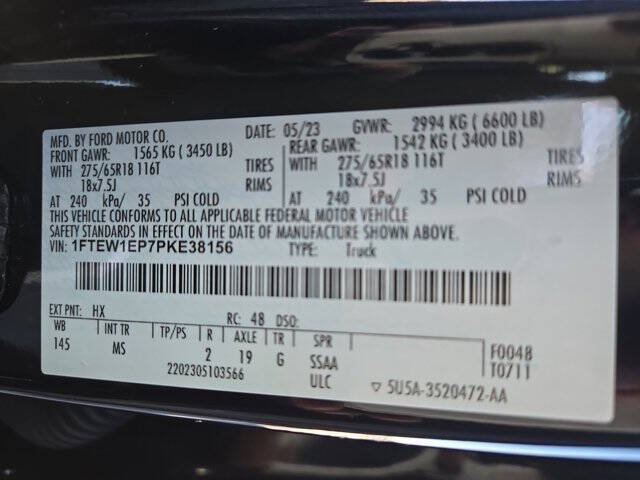 MFD. BY FORD MOTOR CO. DATE: 05/23 GVWR: 2994 KG ( 6600 LB)
FRONT GAWR: 1565 KG ( 3450 LB) REAR GAWR: 1542 KG ( 3400 LB)
WITH 275/65R18 116T TIRES WITH 275/65R18 116T TIRES
18x7.5J RIMS 18x7.5J RIMS
AT 240 kPa/ 35 PSI COLD AT 240 kPa/ 35 PSI COLD
THIS VEHICLE CONFORMS TO ALL APPLICABLE FEDERAL MOTOR VEHICLE
SAFETY STANDARDS IN EFFECT ON THE DATE OF MANUFACTURE SHOWN ABOVE.
VIN: 1FTEW1EP7PKE38156 TYPE: Truck
EXT PNT: HX RC: 48 DSO:
WB INT TR TP/PS R AXLE TR SPR
145 MS 2 19 G SSAA
ULC
2202305103566
F0048
T0711
▽ 5U5A-3520472-AA